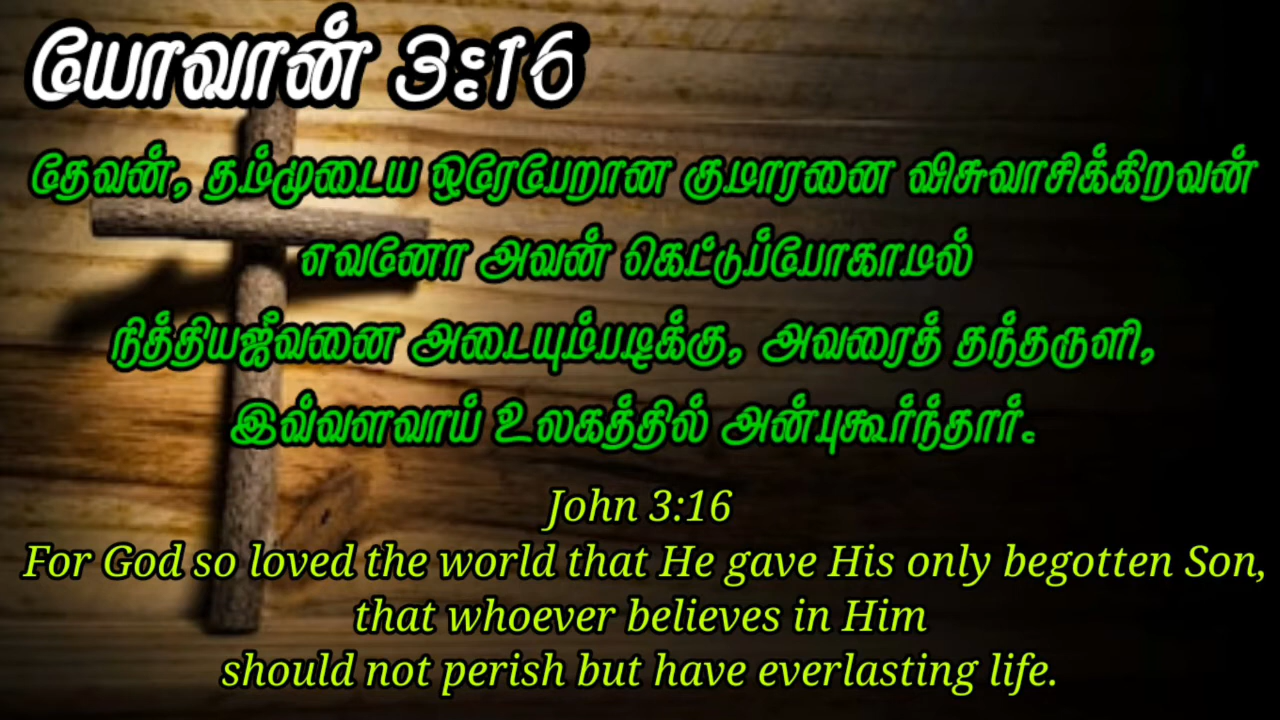 யோவான் 3:16
தேவன், தம்முடைய ஒரேபேறான குமாரனை விசுவாசிக்கிறவன்
எவனோ அவன் கெட்டுப்போகாமல்
நித்தியஜீவனை அடையும்படிக்கு, அவரைத் தந்தருளி,
இவ்வளவாய் உலகத்தில் அன்புகூர்ந்தார்.
John 3:16
For God so loved the world that He gave His only begotten Son,
that whoever believes in Him
should not perish but have everlasting life.